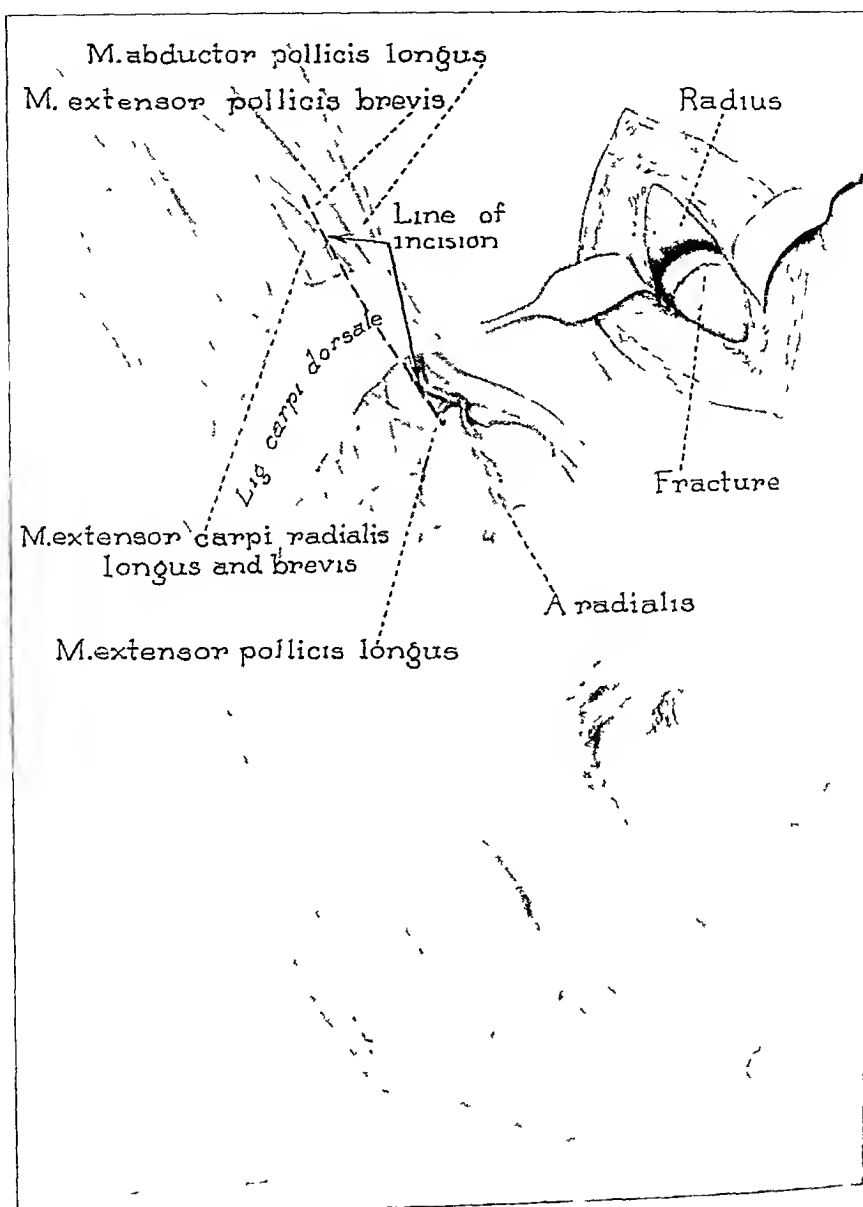 M. abductor pollicis longus
M. extensor pollicis brevis
Radius
Line of
incision
Lig carpi dorsale
Fracture
M. extensor carpi radialis
longus and brevis
A radialis
M. extensor pollicis longus